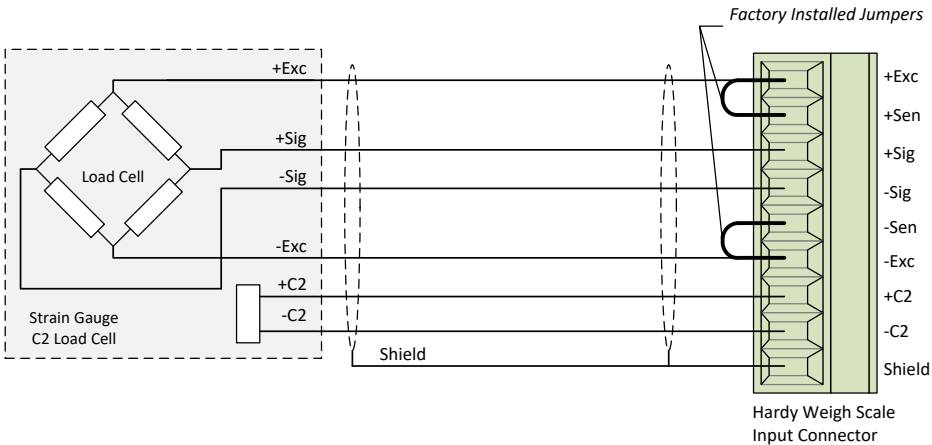 Factory Installed Jumpers
+Exc
+Sig
Load Cell
-Sig
-Exc
+C2
-C2
Strain Gauge
C2 Load Cell
Shield
+Exc
+Sen
+Sig
-Sig
-Sen
-Exc
+C2
-C2
Shield
Hardy Weigh Scale
Input Connector